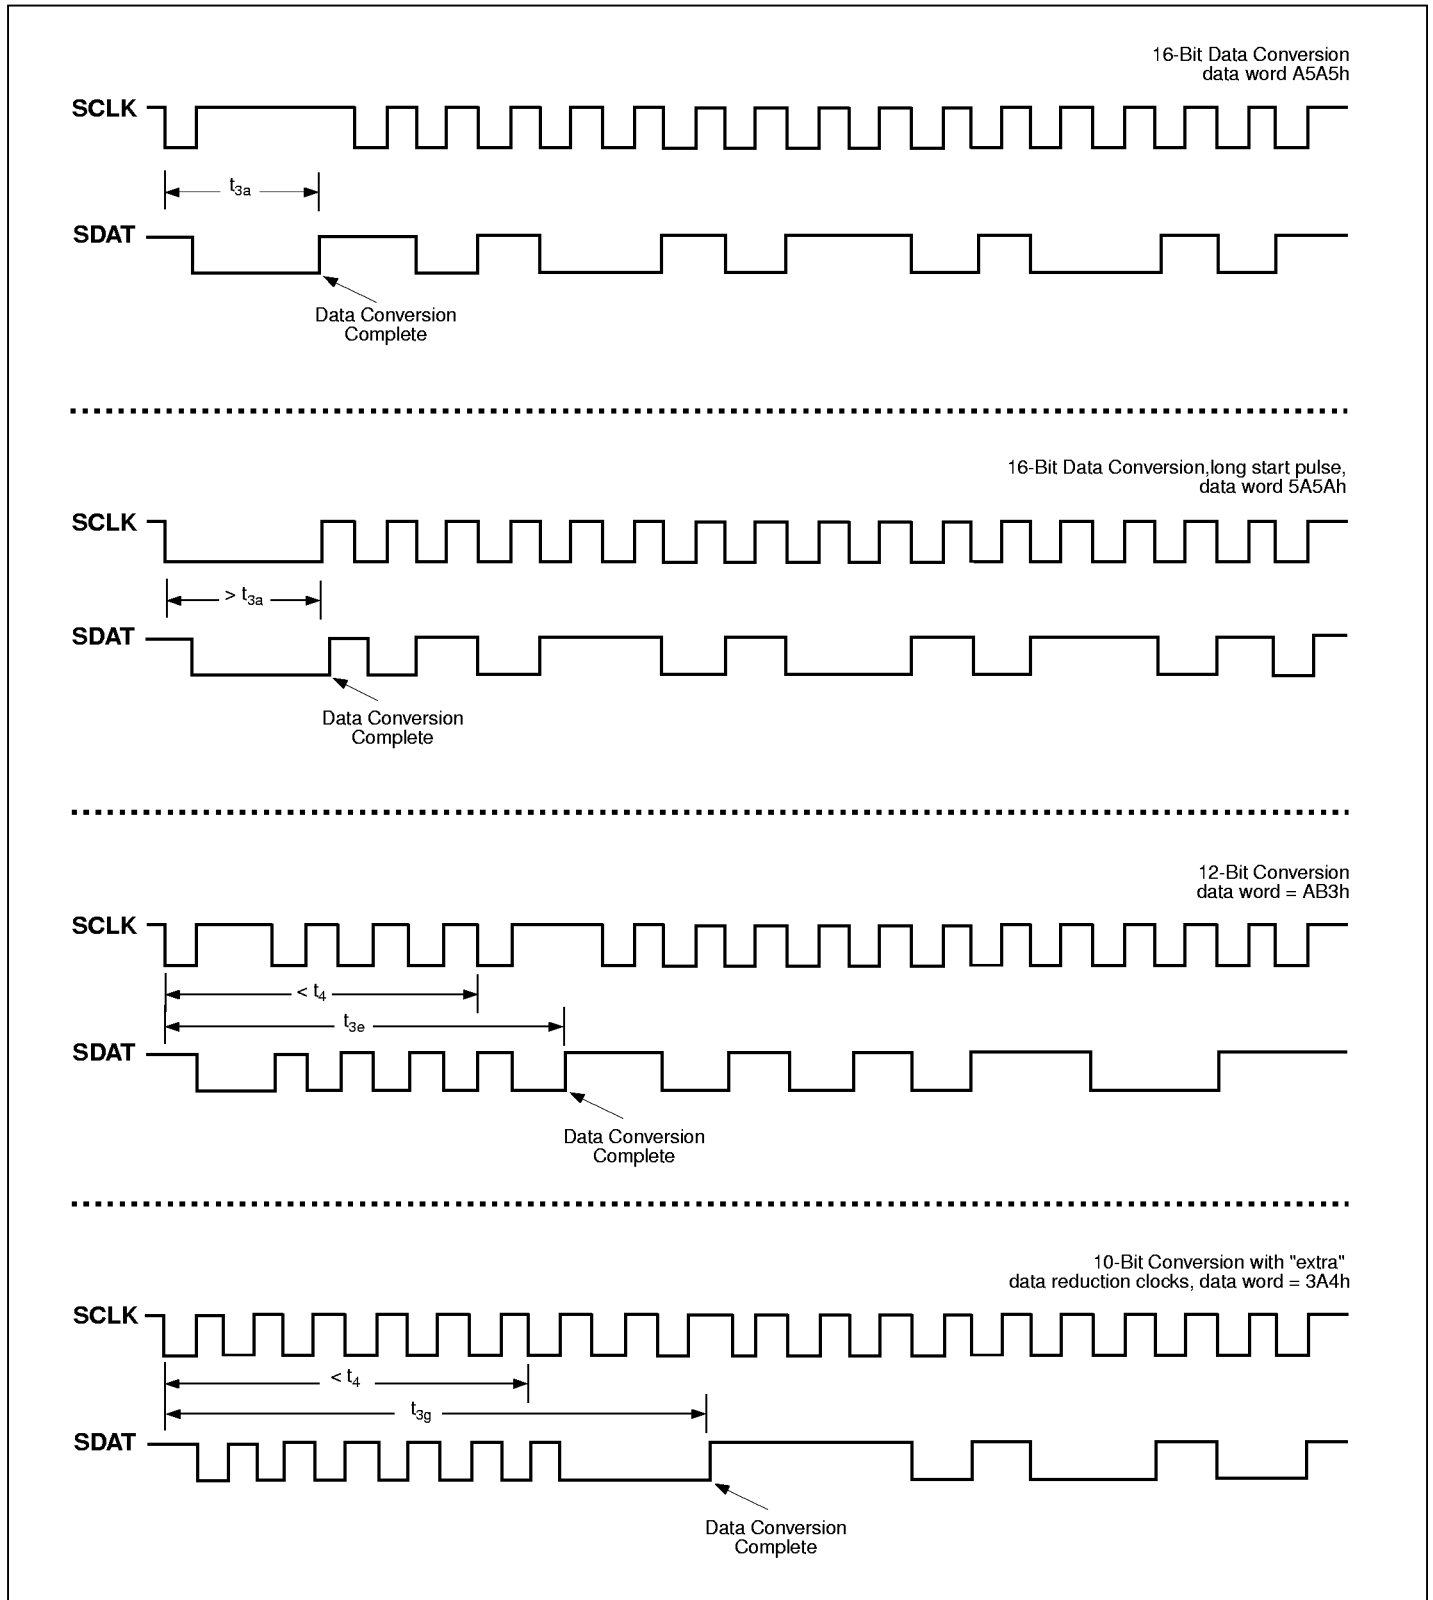 16-Bit Data Conversion
data word A5A5h
SCLK
t3a
SDAT
Data Conversion
Complete
16-Bit Data Conversion,long start pulse,
data word 5A5Ah
SCLK
> t3a
SDAT
Data Conversion
Complete
12-Bit Conversion
data word = AB3h
SCLK
< t4
t3e
SDAT
Data Conversion
Complete
10-Bit Conversion with "extra"
data reduction clocks, data word = 3A4h
SCLK
< t4
t3g
SDAT
Data Conversion
Complete